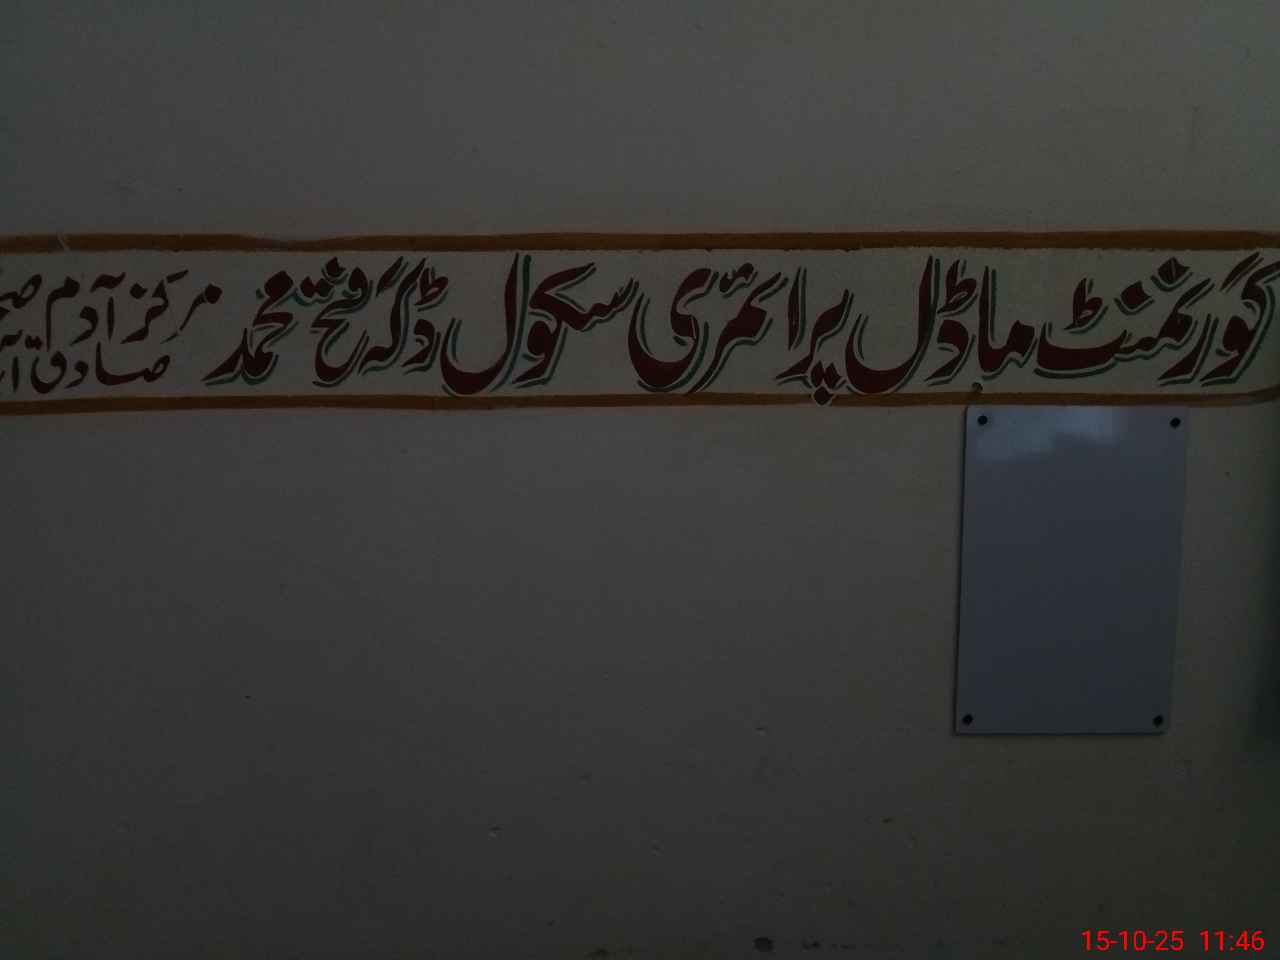 گورنمنٹ ماڈل پرائمری سکول ڈگہ فتح محمد مرکز آدم
صادق
15-10-25 11:46